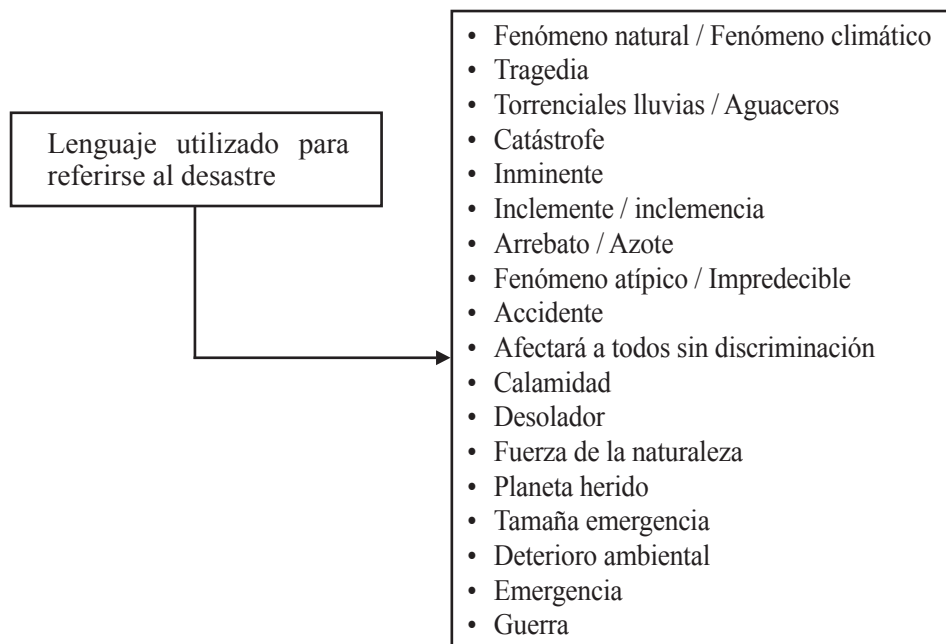 Lenguaje utilizado para
referirse al desastre
• Fenómeno natural / Fenómeno climático
• Tragedia
• Torrenciales lluvias / Aguaceros
• Catástrofe
• Inminente
• Inclemente / inclemencia
• Arrebato / Azote
• Fenómeno atípico / Impredecible
• Accidente
• Afectará a todos sin discriminación
• Calamidad
• Desolador
• Fuerza de la naturaleza
• Planeta herido
• Tamaña emergencia
• Deterioro ambiental
• Emergencia
• Guerra